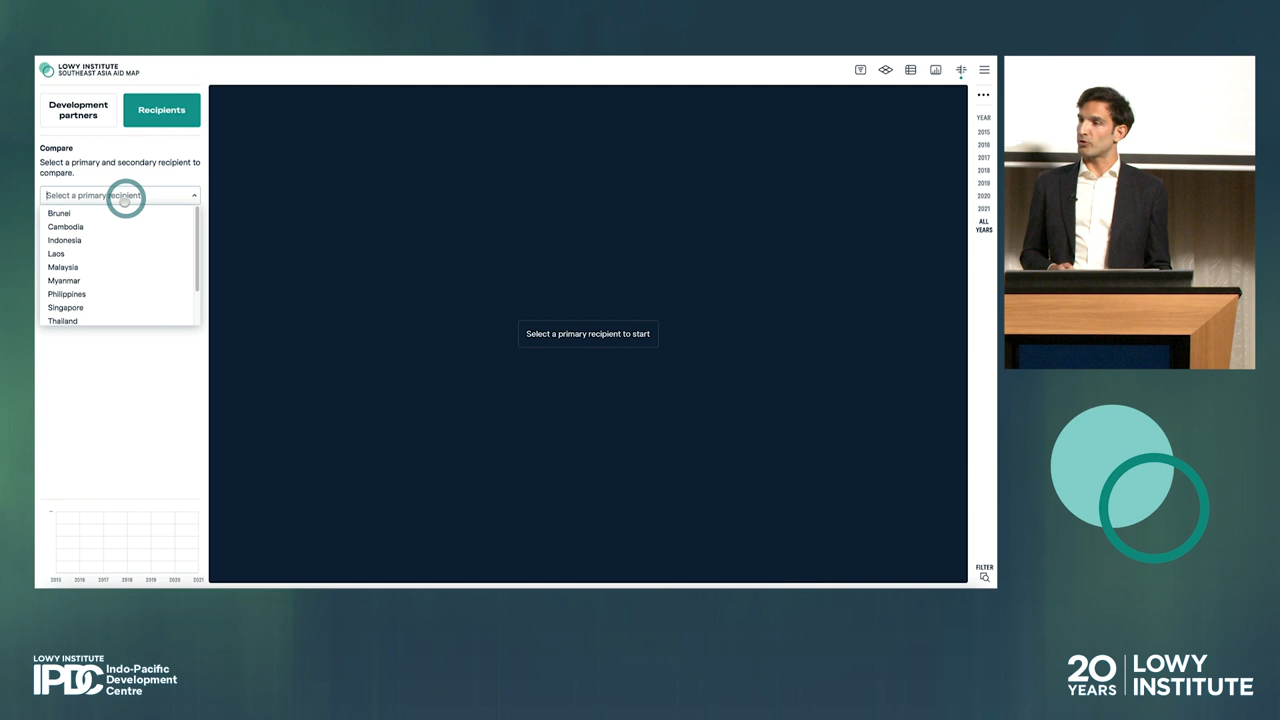 LOWY INSTITUTE
SOUTHEAST ASIA AID MAP
Development
partners
Recipients
Compare
Select a primary and secondary recipient to
compare.
Select a primary recipient
Brunei
Cambodia
Indonesia
Laos
Malaysia
Myanmar
Philippines
Singapore
Thailand
2015
2016
2017
2018
2019
2020
2021
Select a primary recipient to start
YEAR
2015
2016
2017
2018
2019
2020
2021
ALL
YEARS
FILTER
LOWY INSTITUTE
IPDC
Indo-Pacific
Development
Centre
20
YEARS
LOWY
INSTITUTE